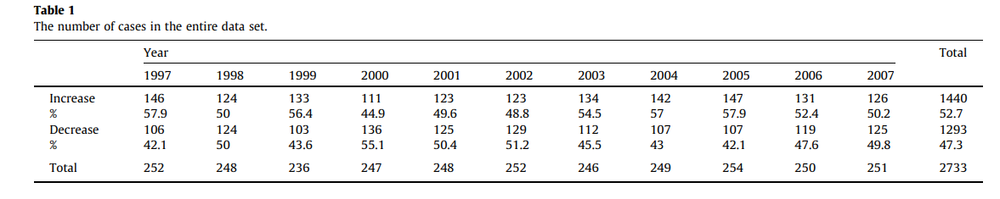 Table 1
The number of cases in the entire data set.
Year Total
1997 1998 1999 2000 2001 2002 2003 2004 2005 2006 2007
Increase 146 124 133 111 123 123 134 142 147 131 126 1440
% 57.9 50 56.4 44.9 49.6 48.8 54.5 57 57.9 52.4 50.2 52.7
Decrease 106 124 103 136 125 129 112 107 107 119 125 1293
% 42.1 50 43.6 55.1 50.4 51.2 45.5 43 42.1 47.6 49.8 47.3
Total 252 248 236 247 248 252 246 249 254 250 251 2733